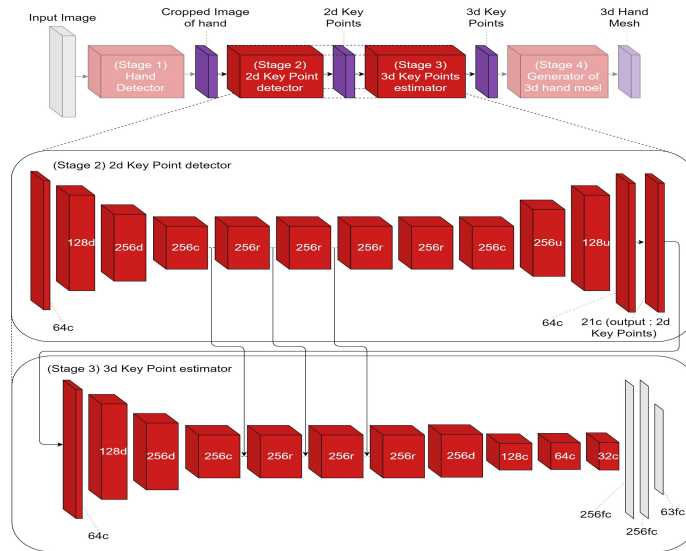 Input Image
Cropped Image
of hand
2d Key
Points
3d Key
Points
3d Hand
Mesh
(Stage 1)
Hand
Detector
(Stage 2)
2d Key Point
detector
(Stage 3)
3d Key Points
estimator
(Stage 4)
Generator of
3d hand moel
(Stage 2) 2d Key Point detector
128d
256d
256c
256r
256r
256r
256r
256c
256u
128u
64c
64c
21c (output : 2d
Key Points)
(Stage 3) 3d Key Point estimator
128d
256d
256c
256r
256r
256r
256d
128c
64c
32c
64c
256fc
256fc
63fc